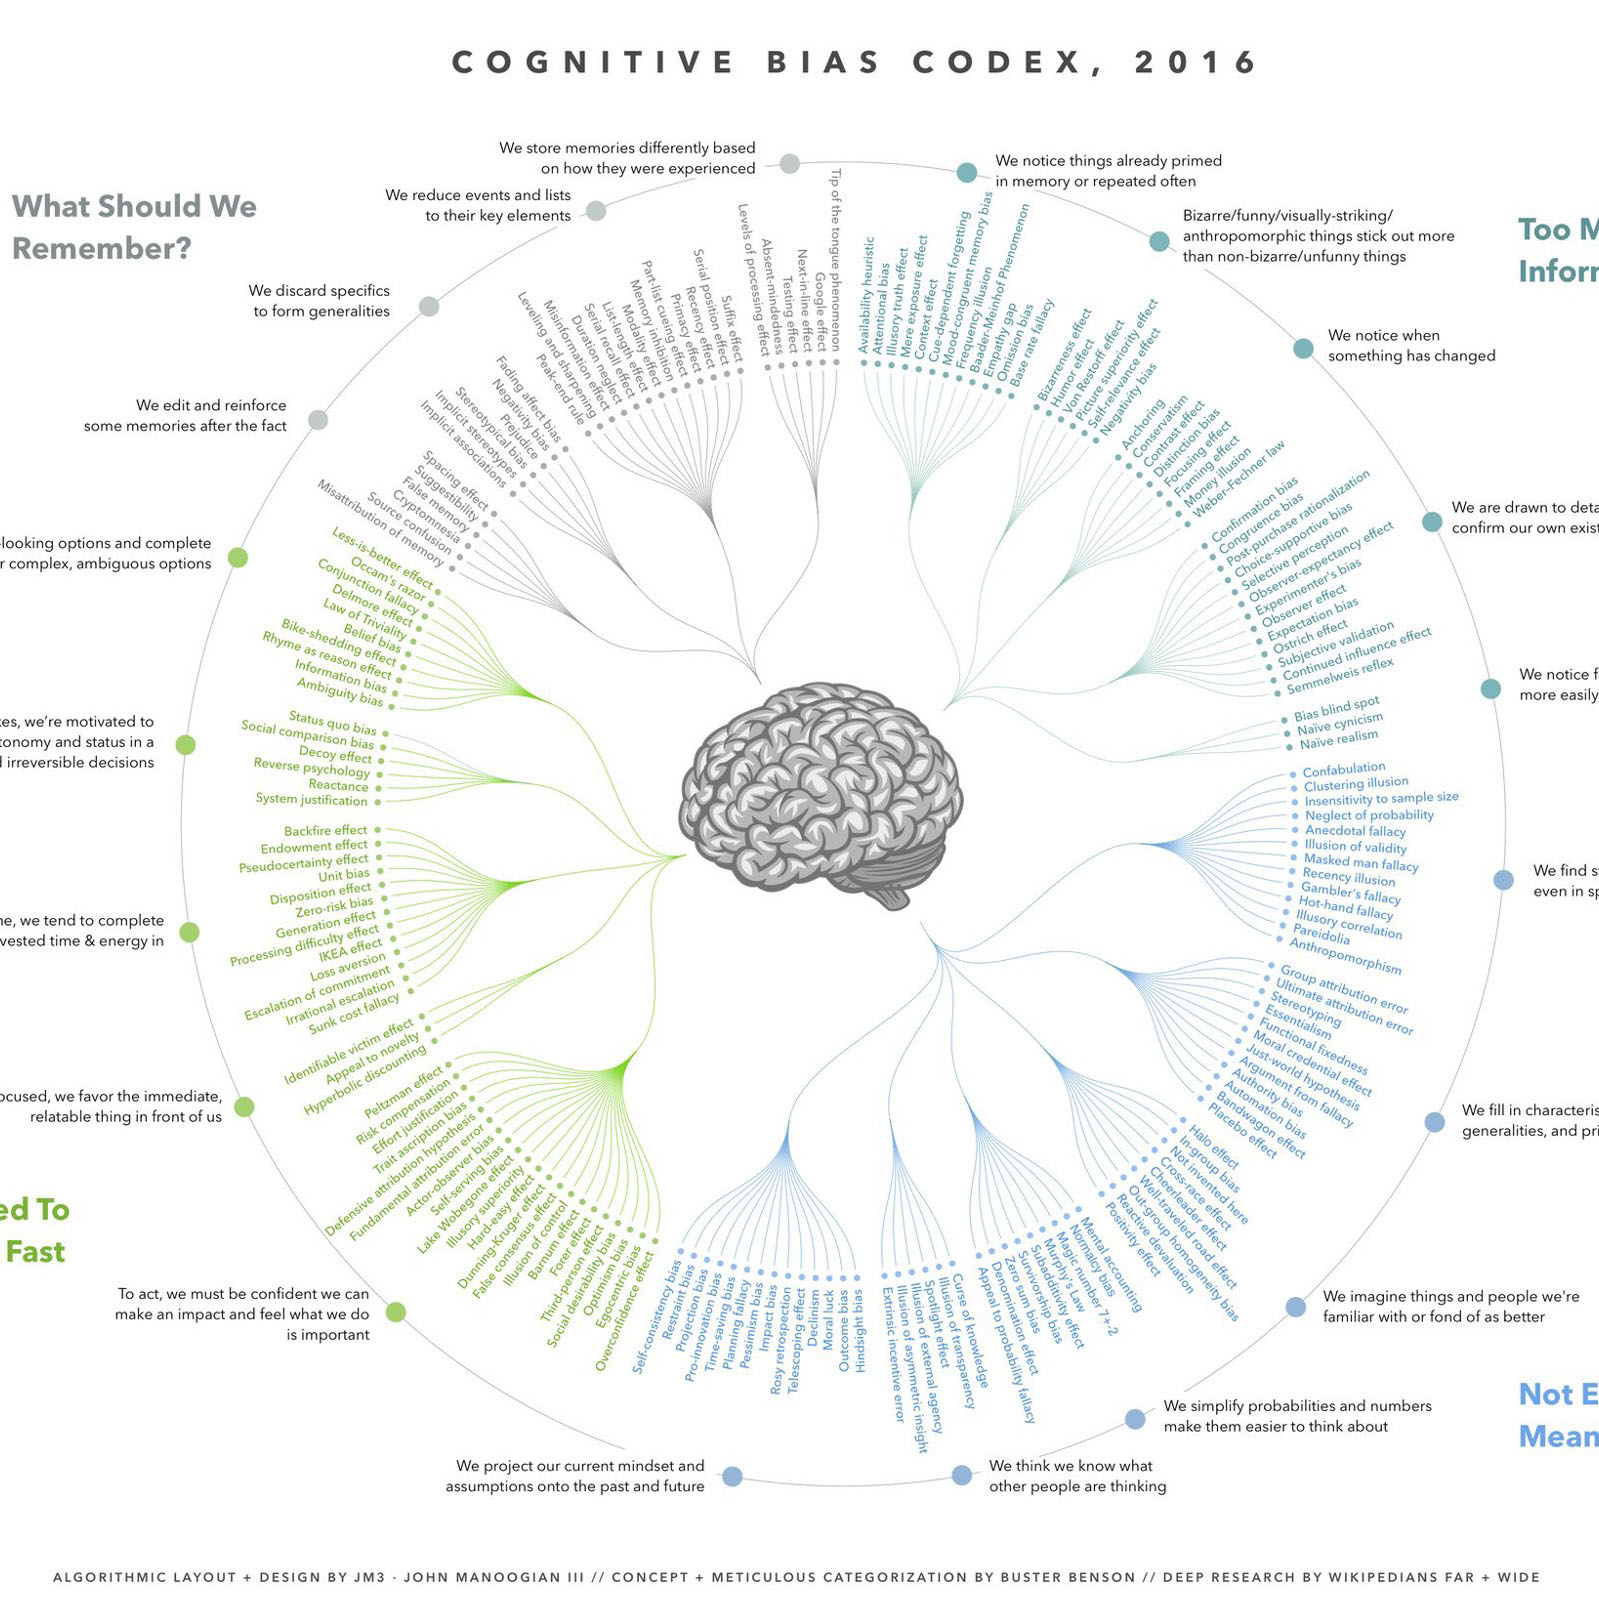 COGNITIVE BIAS CODEX, 2016
What Should We
Remember?
We store memories differently based
on how they were experienced
We reduce events and lists
to their key elements
We discard specifics
to form generalities
We edit and reinforce
some memories after the fact
Tip of the tongue phenomenon
Google effect
Next-in-line effect
Testing effect
Absent-mindedness
Levels of processing effect
Suffix effect
Serial position effect
Recency effect
Primacy effect
Part-list cueing effect
Memory inhibition
Modality effect
List-length effect
Serial recall effect
Duration neglect
Misinformation effect
Leveling and sharpening
Peak-end rule
Fading affect bias
Negativity bias
Prejudice
Stereotypical bias
Implicit stereotypes
Implicit associations
Spacing effect
Suggestibility
False memory
Cryptomnesia
Source confusion
Misattribution of memory
Too M
Inform
We notice things already primed
in memory or repeated often
Bizarre/funny/visually-striking/
anthropomorphic things stick out more
than non-bizarre/unfunny things
We notice when
something has changed
We are drawn to deta
confirm our own exist
We notice f
more easily
Availability heuristic
Attentional bias
Illusory truth effect
Mere exposure effect
Context effect
Cue-dependent forgetting
Mood-congruent memory bias
Frequency illusion
Baader-Meinhof Phenomenon
Empathy gap
Omission bias
Base rate fallacy
Bizarreness effect
Humor effect
Von Restorff effect
Picture superiority effect
Self-relevance effect
Negativity bias
Anchoring
Conservatism
Contrast effect
Distinction bias
Focusing effect
Framing effect
Money illusion
Weber–Fechner law
Confirmation bias
Congruence bias
Post-purchase rationalization
Choice-supportive bias
Selective perception
Observer-expectancy effect
Experimenter's bias
Observer effect
Expectation bias
Ostrich effect
Subjective validation
Continued influence effect
Semmelweis reflex
Bias blind spot
Naïve cynicism
Naïve realism
We find s
even in sp
We fill in characteris
generalities, and pri
We imagine things and people we're
familiar with or fond of as better
We simplify probabilities and numbers
make them easier to think about
We think we know what
other people are thinking
We project our current mindset and
assumptions onto the past and future
Not E
Mean
Confabulation
Clustering illusion
Insensitivity to sample size
Neglect of probability
Anecdotal fallacy
Illusion of validity
Masked man fallacy
Recency illusion
Gambler's fallacy
Hot-hand fallacy
Illusory correlation
Pareidolia
Anthropomorphism
Group attribution error
Ultimate attribution error
Stereotyping
Essentialism
Functional fixedness
Moral credential effect
Just-world hypothesis
Argument from fallacy
Authority bias
Automation bias
Bandwagon effect
Placebo effect
Halo effect
In-group bias
Not invented here
Cross-race effect
Cheerleader effect
Well-traveled road effect
Out-group homogeneity bias
Reactive devaluation
Positivity effect
Mental accounting
Normalcy bias
Magic number 7+-2
Murphy's Law
Subadditivity effect
Survivorship bias
Zero sum bias
Denomination effect
Appeal to probability fallacy
Curse of knowledge
Illusion of transparency
Spotlight effect
Illusion of external agency
Illusion of asymmetric insight
Extrinsic incentive error
Hindsight bias
Outcome bias
Moral luck
Declinism
Telescoping effect
Rosy retrospection
Impact bias
Pessimism bias
Planning fallacy
Time-saving bias
Pro-innovation bias
Projection bias
Restraint bias
Self-consistency bias
-looking options and complete
r complex, ambiguous options
kes, we're motivated to
tonomy and status in a
d irreversible decisions
ne, we tend to complete
vested time & energy in
ocused, we favor the immediate,
relatable thing in front of us
ed To
Fast
To act, we must be confident we can
make an impact and feel what we do
is important
Less-is-better effect
Occam's razor
Conjunction fallacy
Delmore effect
Law of Triviality
Belief bias
Bike-shedding effect
Rhyme as reason effect
Information bias
Ambiguity bias
Status quo bias
Social comparison bias
Decoy effect
Reverse psychology
Reactance
System justification
Backfire effect
Endowment effect
Pseudocertainty effect
Unit bias
Disposition effect
Zero-risk bias
Generation effect
Processing difficulty effect
IKEA effect
Loss aversion
Escalation of commitment
Irrational escalation
Sunk cost fallacy
Identifiable victim effect
Appeal to novelty
Hyperbolic discounting
Peltzman effect
Risk compensation
Effort justification
Trait ascription bias
Defensive attribution hypothesis
Fundamental attribution error
Actor-observer bias
Self-serving bias
Lake Wobegone effect
Illusory superiority
Hard-easy effect
Dunning-Kruger effect
False consensus effect
Illusion of control
Barnum effect
Forer effect
Third-person effect
Social desirability bias
Optimism bias
Egocentric bias
Overconfidence effect
ALGORITHMIC LAYOUT + DESIGN BY JM3 · JOHN MANOOGIAN III // CONCEPT + METICULOUS CATEGORIZATION BY BUSTER BENSON // DEEP RESEARCH BY WIKIPEDIANS FAR + WIDE